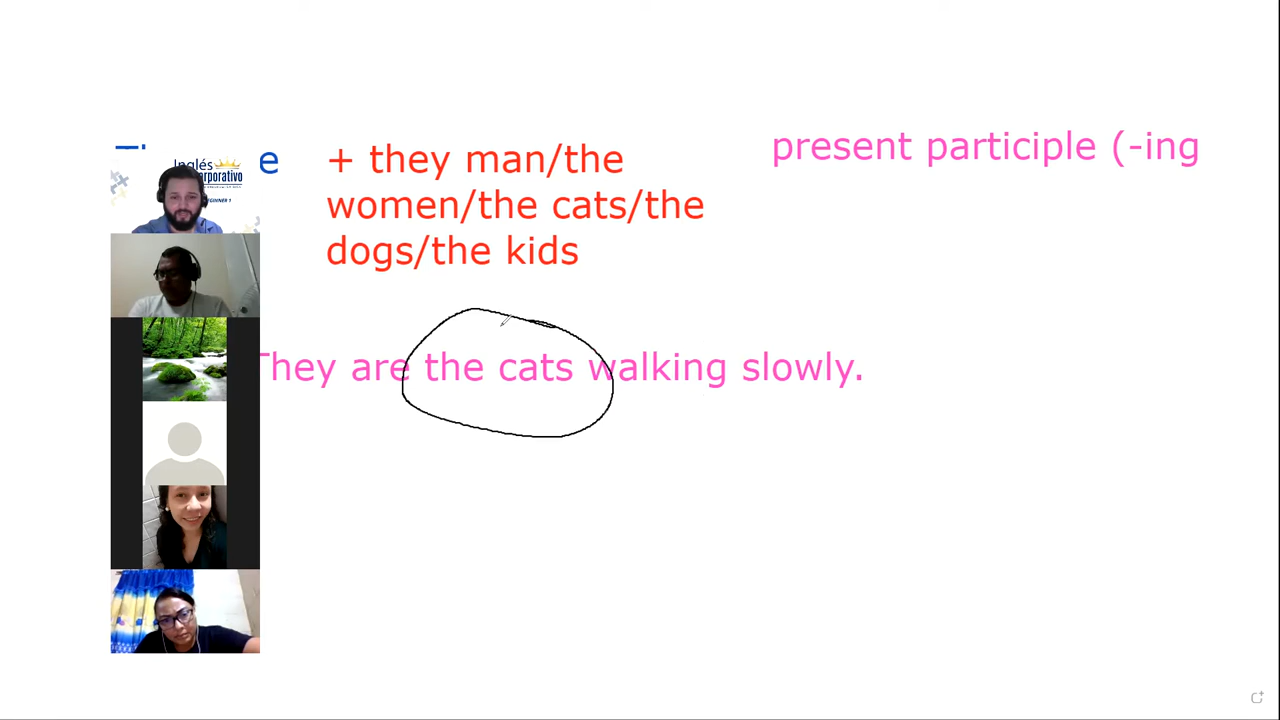 + they man/the
women/the cats/the
dogs/the kids
present participle (-ing
They are the cats walking slowly.
Inglés
rporativo